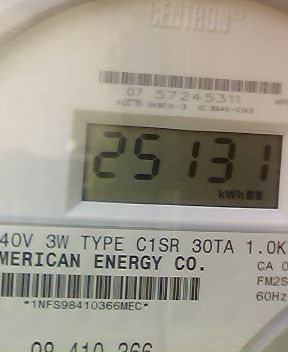 CENTRON®
07 57245311
25131
kWh
40V 3W TYPE C1SR 30TA 1.0K
MERICAN ENERGY CO.
CA 0
FM2S
60Hz
*1NFS98410366MEC*
98 410 366